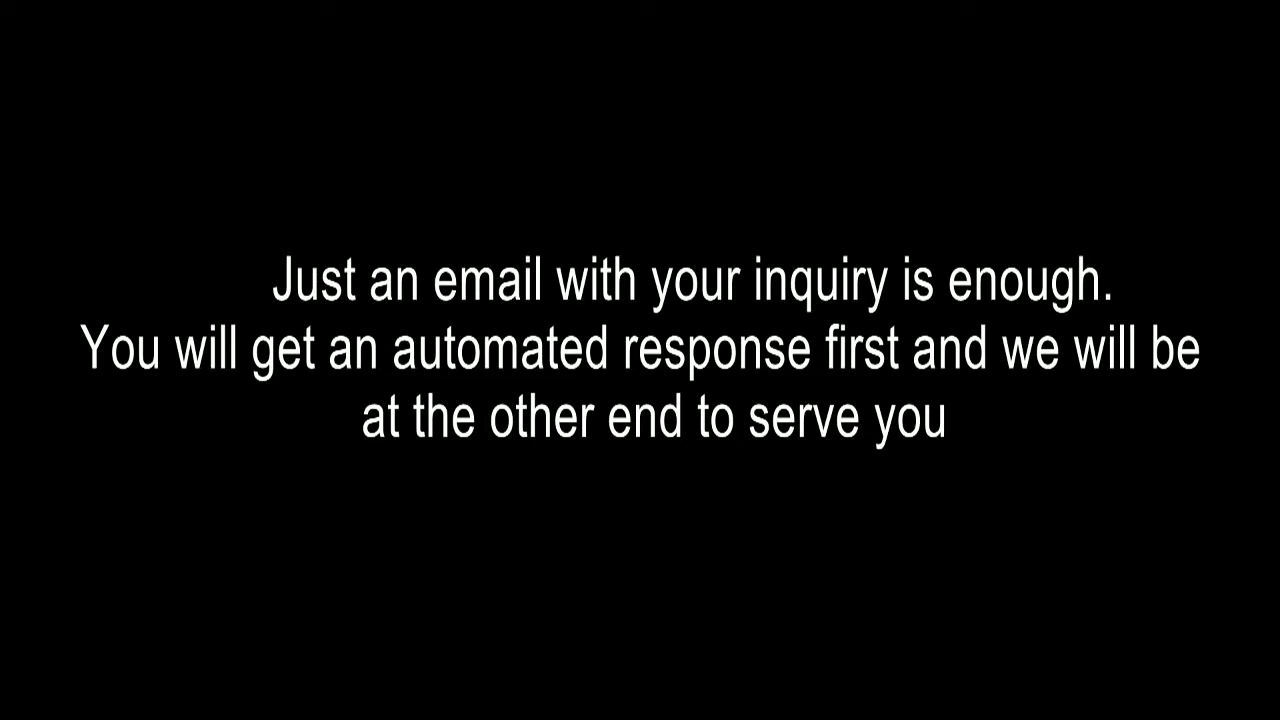 Just an email with your inquiry is enough.
You will get an automated response first and we will be
at the other end to serve you